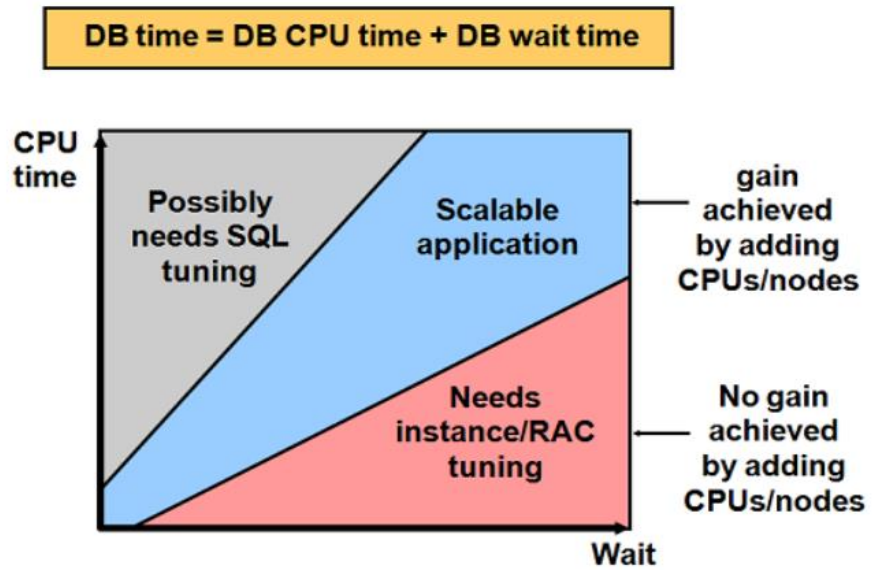 DB time = DB CPU time + DB wait time
CPU
time
Possibly
needs SQL
tuning
Scalable
application
gain
achieved
by adding
CPUs/nodes
Needs
instance/RAC
tuning
No gain
achieved
by adding
CPUs/nodes
Wait